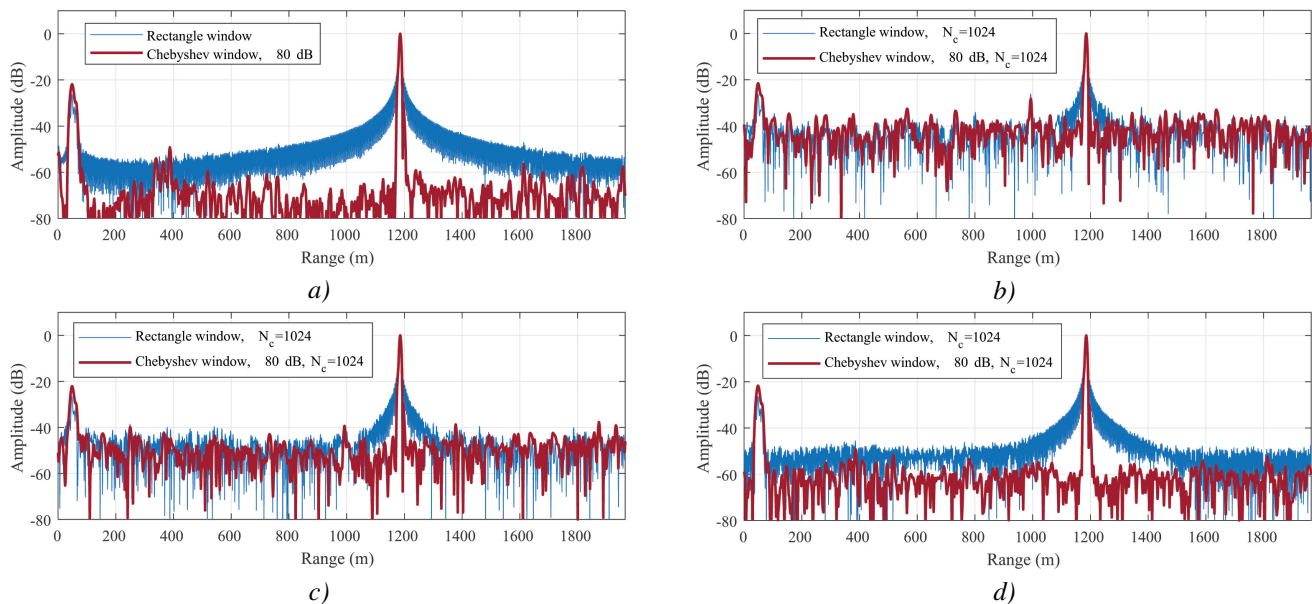 Rectangle window
Chebyshev window, 80 dB
Amplitude (dB)
0
-20
-40
-60
-80
0 200 400 600 800 1000 1200 1400 1600 1800
Range (m)
a)
Rectangle window, N_c=1024
Chebyshev window, 80 dB, N_c=1024
Amplitude (dB)
0
-20
-40
-60
-80
0 200 400 600 800 1000 1200 1400 1600 1800
Range (m)
b)
Rectangle window, N_c=1024
Chebyshev window, 80 dB, N_c=1024
Amplitude (dB)
0
-20
-40
-60
-80
0 200 400 600 800 1000 1200 1400 1600 1800
Range (m)
c)
Rectangle window, N_c=1024
Chebyshev window, 80 dB, N_c=1024
Amplitude (dB)
0
-20
-40
-60
-80
0 200 400 600 800 1000 1200 1400 1600 1800
Range (m)
d)